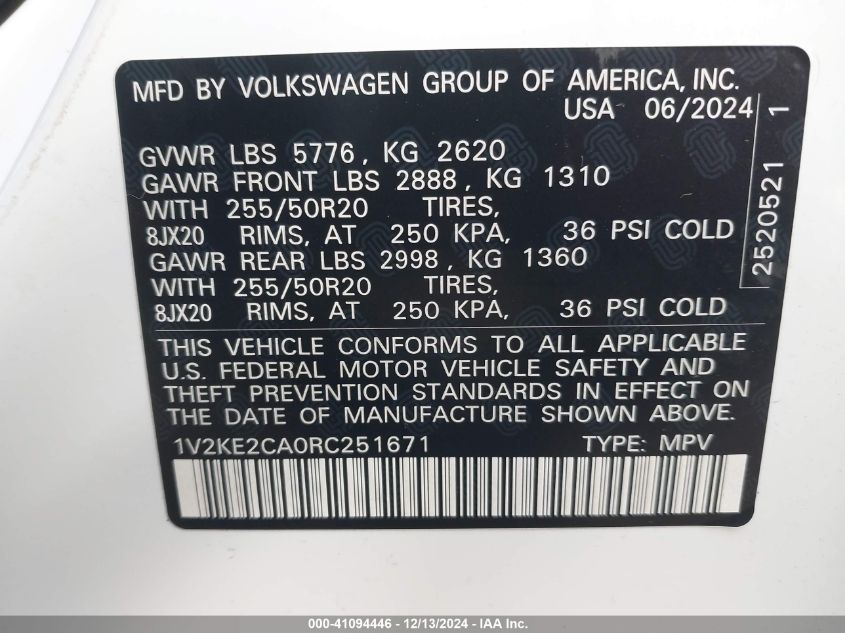 MFD BY VOLKSWAGEN GROUP OF AMERICA, INC.
USA 06/2024
GVWR LBS 5776, KG 2620
GAWR FRONT LBS 2888, KG 1310
WITH 255/50R20 TIRES,
8JX20 RIMS, AT 250 KPA, 36 PSI COLD
GAWR REAR LBS 2998, KG 1360
WITH 255/50R20 TIRES,
8JX20 RIMS, AT 250 KPA, 36 PSI COLD
2520521 1
THIS VEHICLE CONFORMS TO ALL APPLICABLE
U.S. FEDERAL MOTOR VEHICLE SAFETY AND
THEFT PREVENTION STANDARDS IN EFFECT ON
THE DATE OF MANUFACTURE SHOWN ABOVE.
1V2KE2CA0RC251671 TYPE: MPV
000-41094446 - 12/13/2024 - IAA Inc.